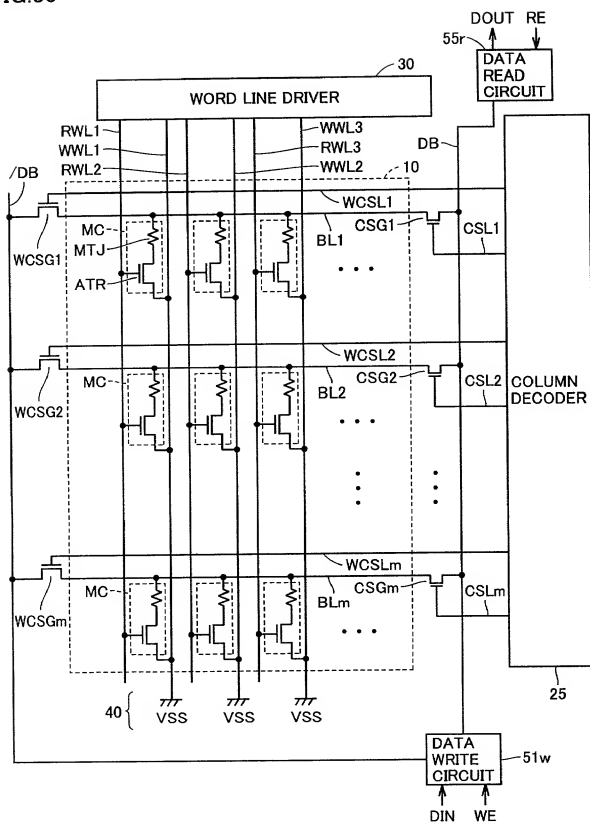 DOUT RE
55r
DATA
READ
CIRCUIT
30
WORD LINE DRIVER
RWL1
WWL1
RWL2
WWL3
RWL3
WWL2
DB
/DB
10
WCSL1
MC
MTJ
ATR
WCSG1
BL1
CSG1
CSL1
• • •
WCSL2
MC
WCSG2
BL2
CSG2
CSL2
COLUMN
DECODER
• • •
WCSLm
MC
WCSGm
BLm
CSGm
CSLm
• • •
25
40
VSS VSS VSS
DATA
WRITE
CIRCUIT
51w
DIN WE